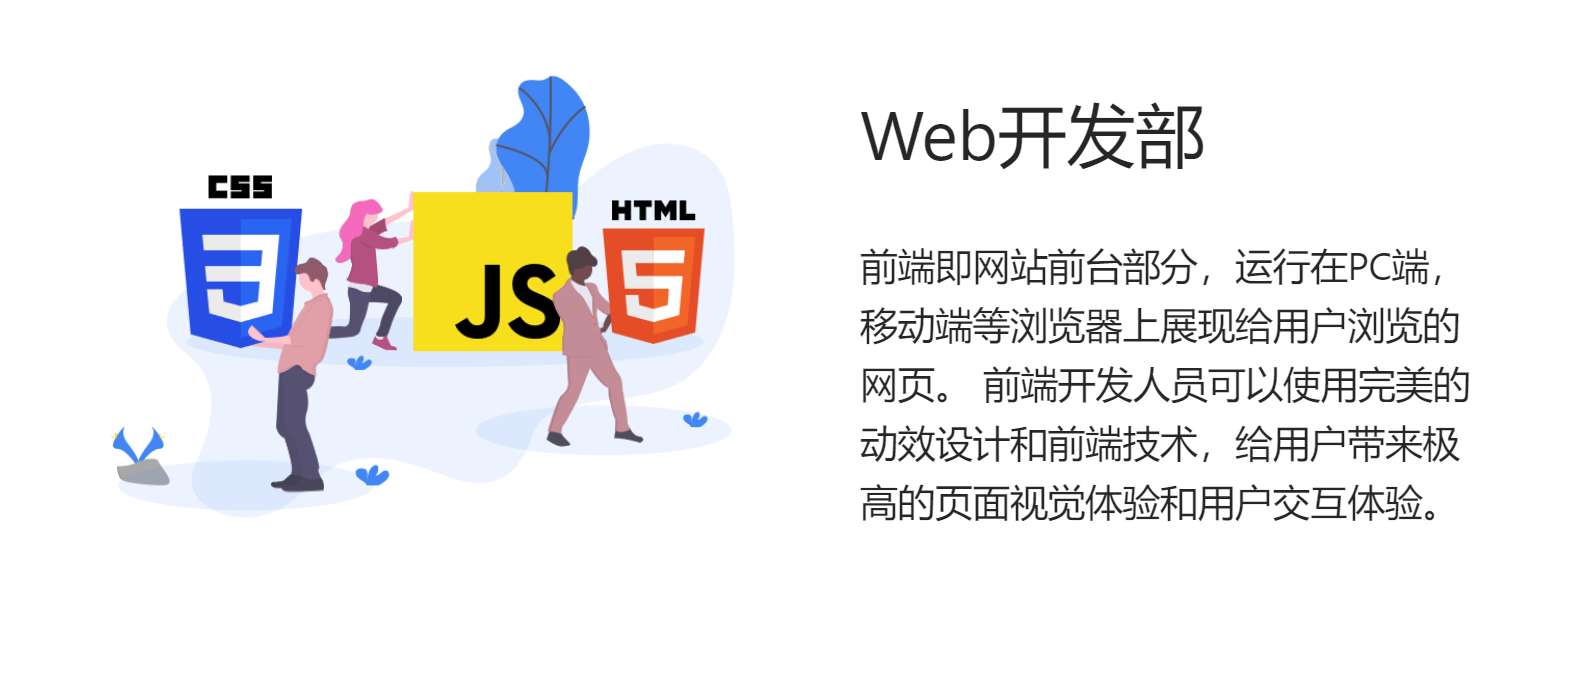 CSS
3
JS
HTML
5
Web开发部
前端即网站前台部分，运行在PC端，
移动端等浏览器上展现给用户浏览的
网页。 前端开发人员可以使用完美的
动效设计和前端技术，给用户带来极
高的页面视觉体验和用户交互体验。